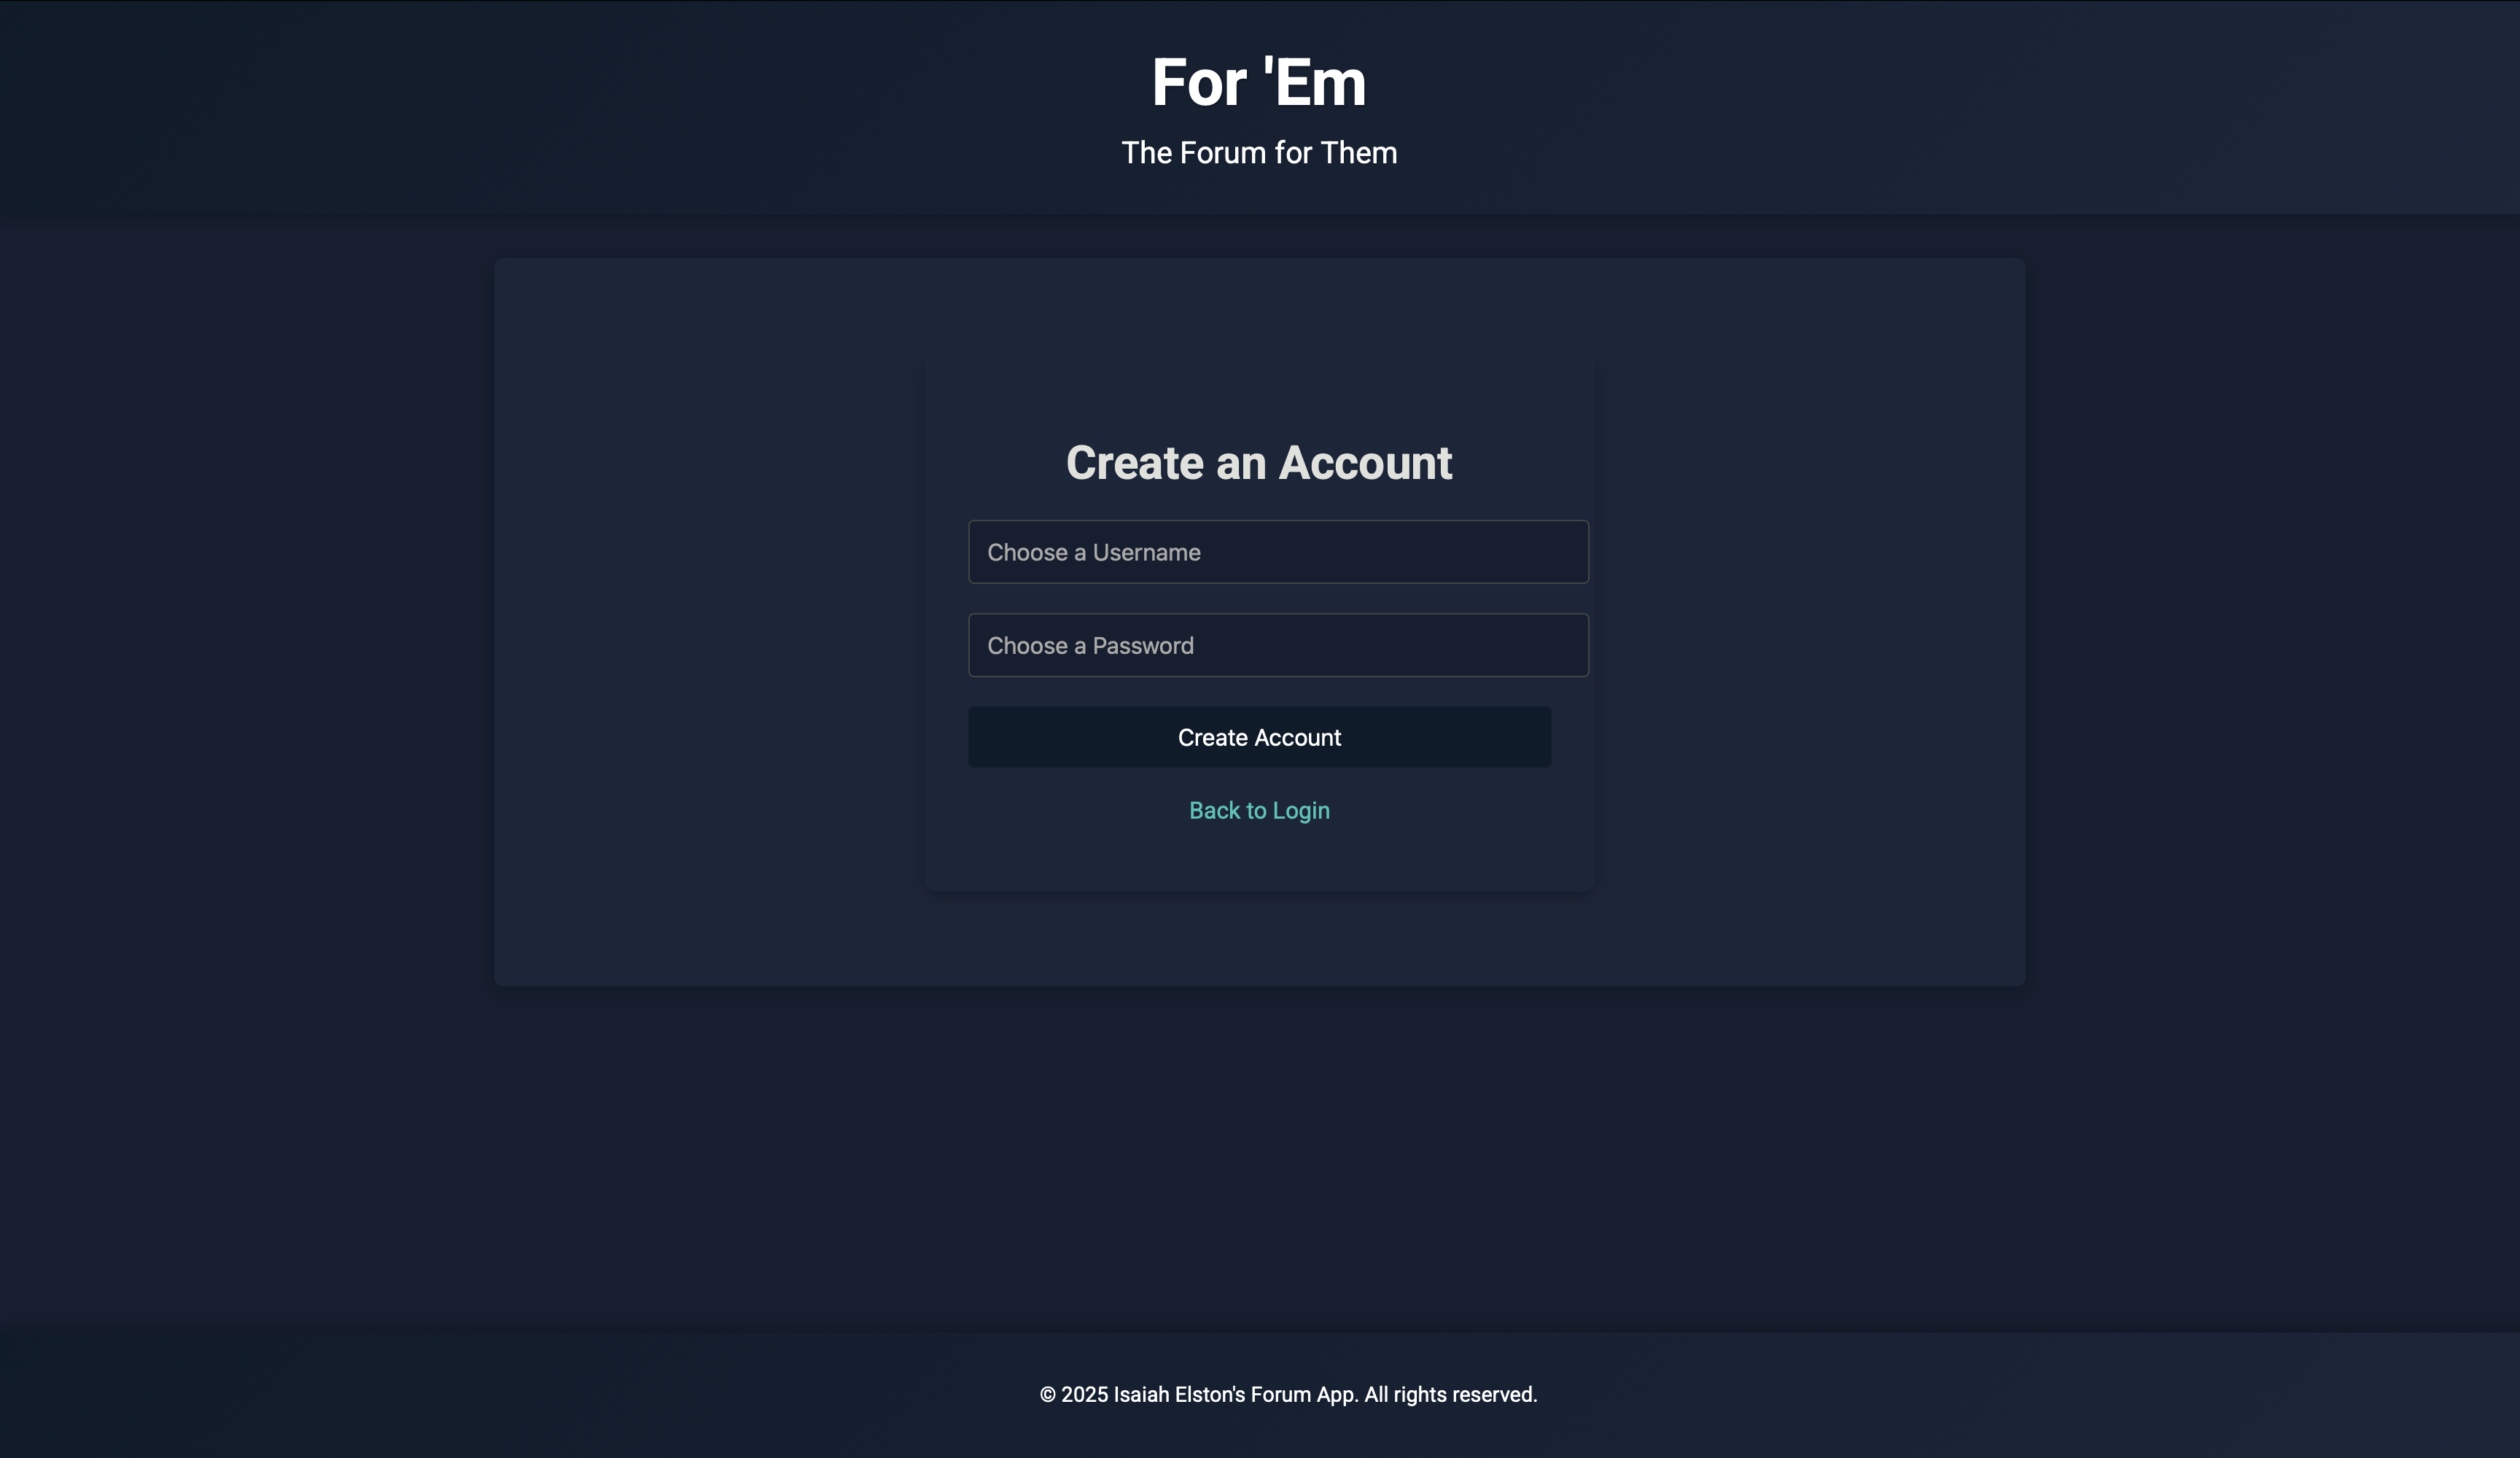 For 'Em
The Forum for Them
Create an Account
Choose a Username
Choose a Password
Create Account
Back to Login
© 2025 Isaiah Elston's Forum App. All rights reserved.